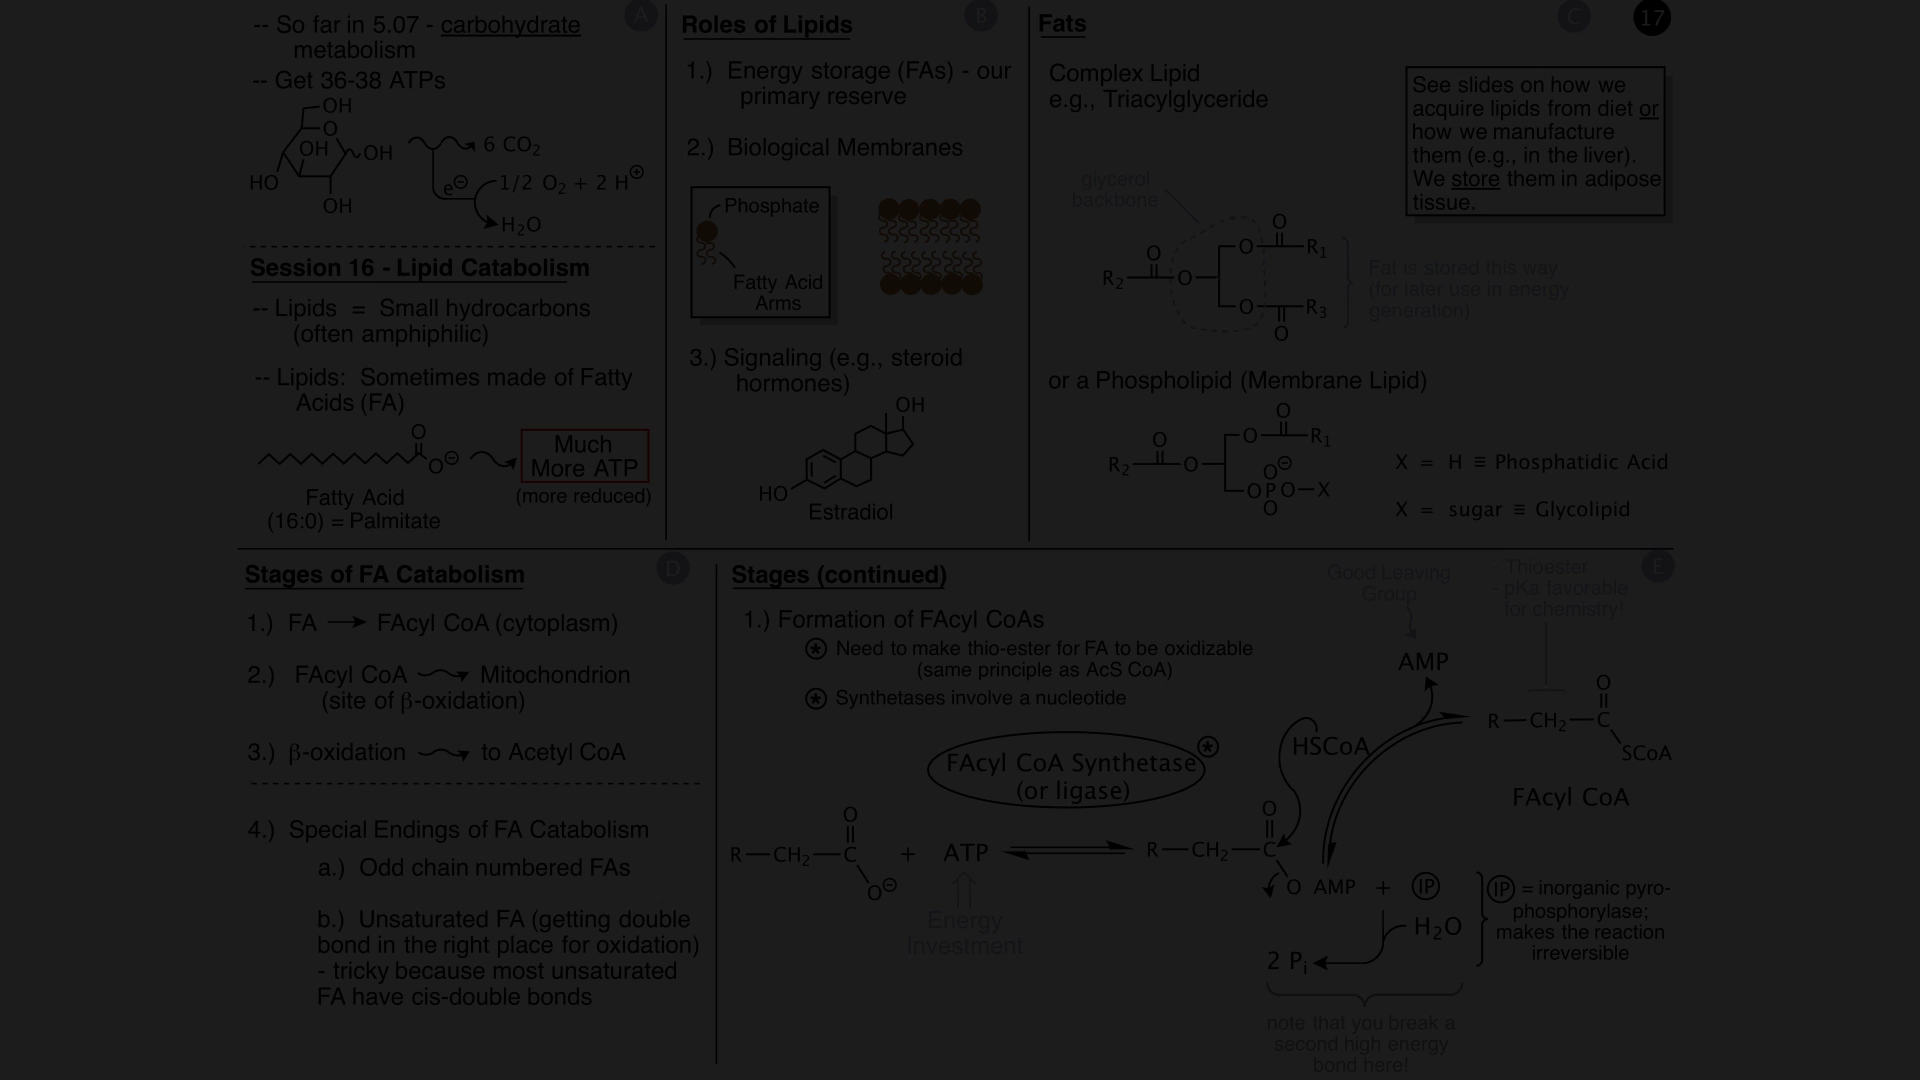 A
-- So far in 5.07 - carbohydrate
metabolism
-- Get 36-38 ATPs
OH
O
OH
OH
HO
OH
6 CO2
e⊖
1/2 O2 + 2 H⊕
H2O
Session 16 - Lipid Catabolism
-- Lipids = Small hydrocarbons
(often amphiphilic)
-- Lipids: Sometimes made of Fatty
Acids (FA)
O
O⊖
Much
More ATP
(more reduced)
Fatty Acid
(16:0) = Palmitate
Roles of Lipids
B
1.) Energy storage (FAs) - our
primary reserve
2.) Biological Membranes
Phosphate
Fatty Acid
Arms
3.) Signaling (e.g., steroid
hormones)
OH
HO
Estradiol
Fats
C
17
Complex Lipid
e.g., Triacylglyceride
See slides on how we
acquire lipids from diet or
how we manufacture
them (e.g., in the liver).
We store them in adipose
tissue.
glycerol
backbone
O
O
R1
O
R2
O
O
R3
O
Fat is stored this way
(for later use in energy
generation)
or a Phospholipid (Membrane Lipid)
O
O
R1
O
R2
O
O⊖
O P O X
O
X = H ≡ Phosphatidic Acid
X = sugar ≡ Glycolipid
Stages of FA Catabolism
D
1.) FA → FAcyl CoA (cytoplasm)
2.) FAcyl CoA Mitochondrion
(site of β-oxidation)
3.) β-oxidation to Acetyl CoA
4.) Special Endings of FA Catabolism
a.) Odd chain numbered FAs
b.) Unsaturated FA (getting double
bond in the right place for oxidation)
- tricky because most unsaturated
FA have cis-double bonds
Stages (continued)
E
1.) Formation of FAcyl CoAs
⊛ Need to make thio-ester for FA to be oxidizable
(same principle as AcS CoA)
⊛ Synthetases involve a nucleotide
Good Leaving
Group
Thioester
- pKa favorable
for chemistry!
AMP
O
R—CH2—C
SCoA
FAcyl CoA
HSCoA
FAcyl CoA Synthetase ⊛
(or ligase)
O
R—CH2—C
O⊖
+ ATP
Energy
Investment
O
R—CH2—C
O AMP + IP
H2O
2 Pi
IP = inorganic pyro-
phosphorylase;
makes the reaction
irreversible
note that you break a
second high energy
bond here!